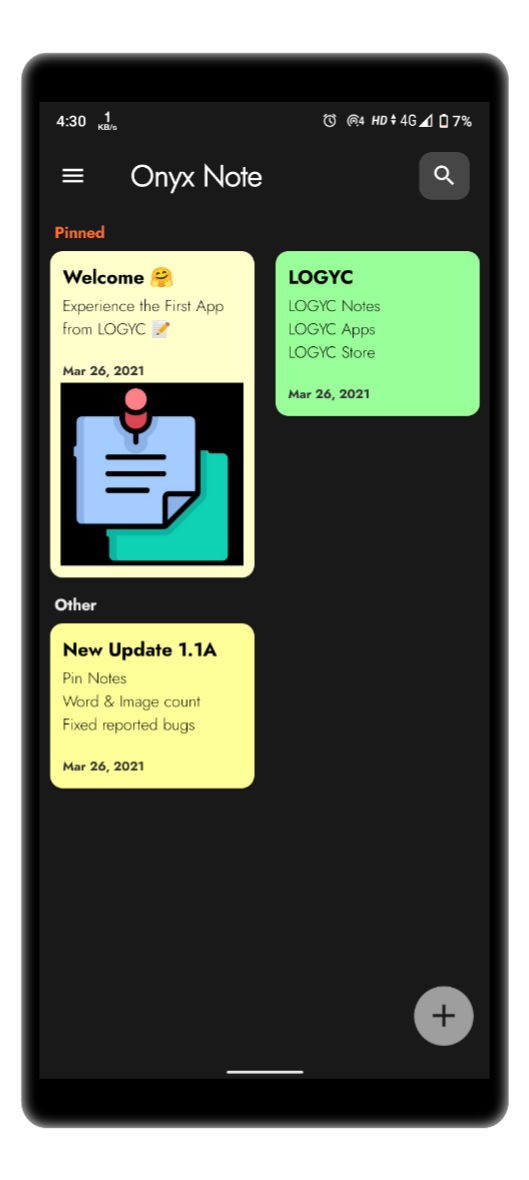 4:30 1 KB/s 4 HD 4G 7%
Onyx Note
Pinned
Welcome 🤗
Experience the First App
from LOGYC 📝
Mar 26, 2021
LOGYC
LOGYC Notes
LOGYC Apps
LOGYC Store
Mar 26, 2021
Other
New Update 1.1A
Pin Notes
Word & Image count
Fixed reported bugs
Mar 26, 2021